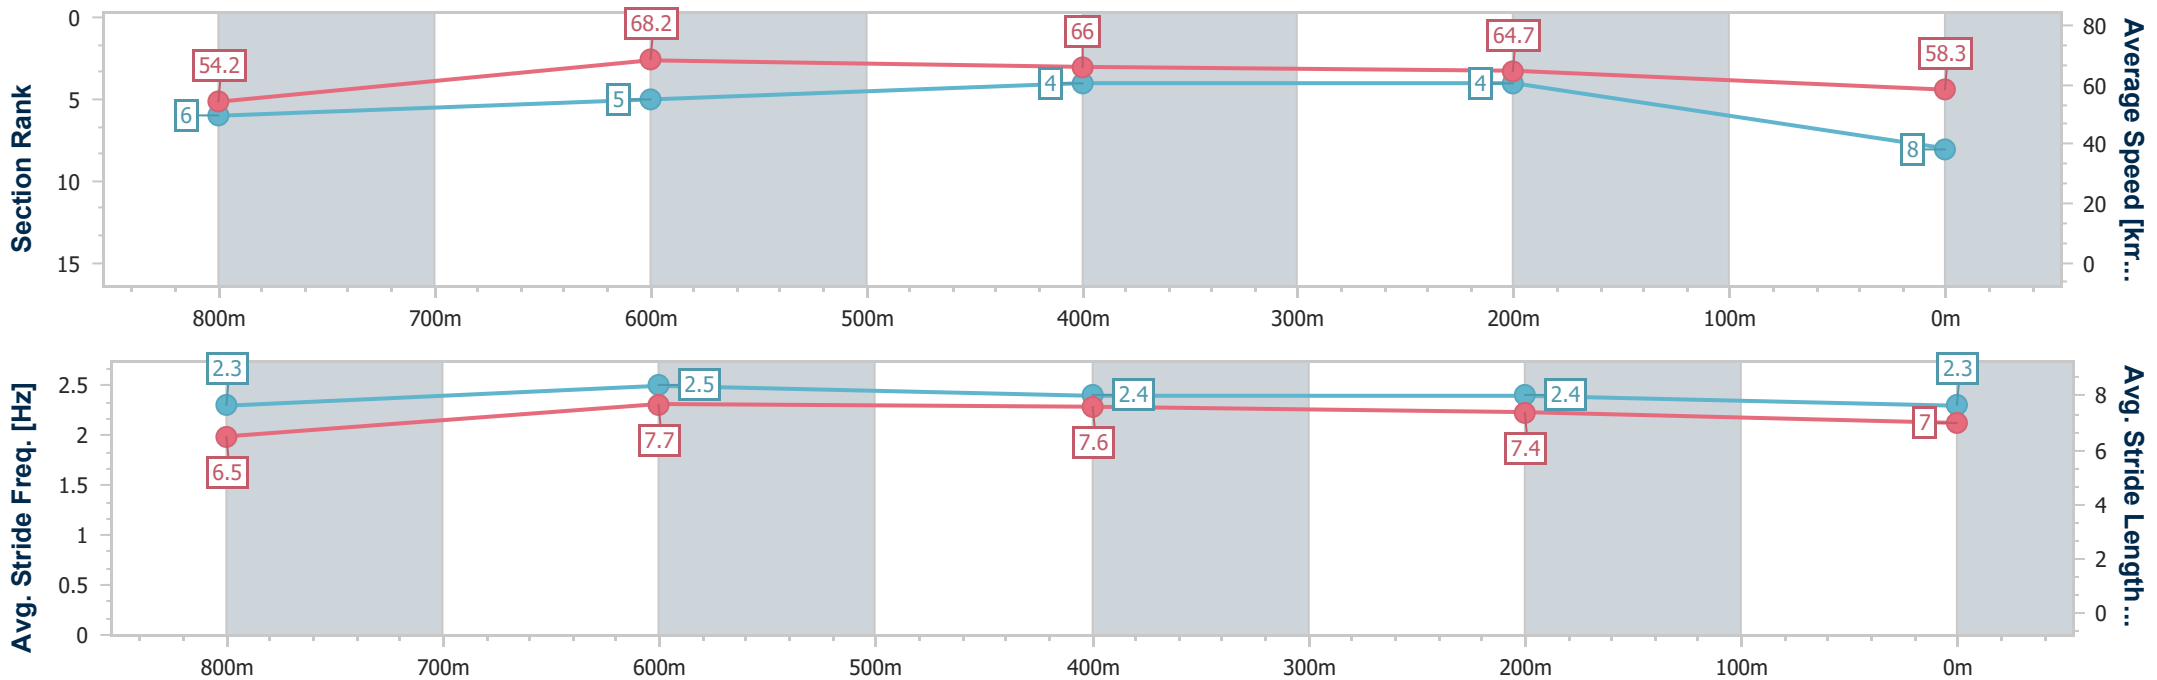 Section Rank
0
5
10
15
54.2
68.2
66
64.7
58.3
6
5
4
4
8
80
60
40
20
0
Average Speed [km...
800m
700m
600m
500m
400m
300m
200m
100m
0m
Avg. Stride Freq. [Hz]
2.5
2
1.5
1
0.5
0
2.3
2.5
2.4
2.4
2.3
6.5
7.7
7.6
7.4
7
8
6
4
2
0
Avg. Stride Length...
800m
700m
600m
500m
400m
300m
200m
100m
0m